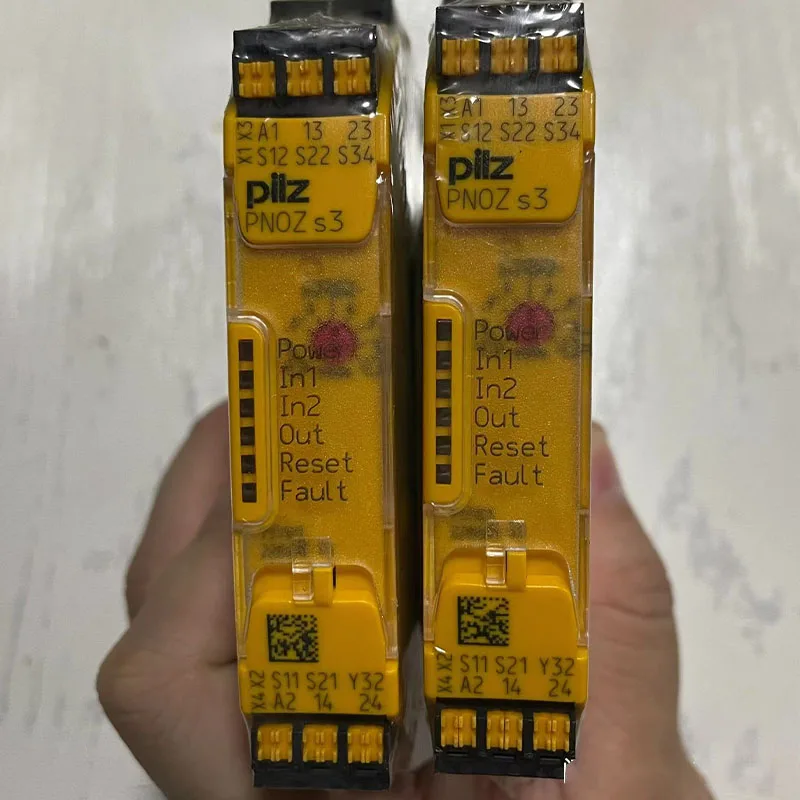 X3 A1 13 23
X1 S12 S22 S34
pilz
PNOZ s3
Power
In1
In2
Out
Reset
Fault
X2 S11 S21 Y32
X4 A2 14 24
X3 A1 13 23
X1 S12 S22 S34
pilz
PNOZ s3
Power
In1
In2
Out
Reset
Fault
X2 S11 S21 Y32
X4 A2 14 24